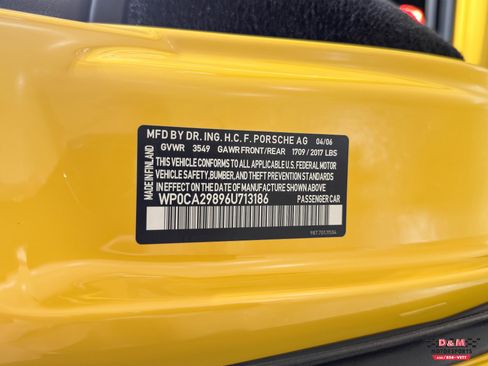 MFD BY DR. ING. H.C. F. PORSCHE AG 04/06
GVWR 3549 GAWR FRONT/REAR 1709 / 2017 LBS
MADE IN FINLAND
THIS VEHICLE CONFORMS TO ALL APPLICABLE U.S. FEDERAL MOTOR
VEHICLE SAFETY, BUMPER, AND THEFT PREVENTION STANDARDS
IN EFFECT ON THE DATE OF MANUFACTURE SHOWN ABOVE
WP0CA29896U713186 PASSENGER CAR
D&M
MOTORSPORTS